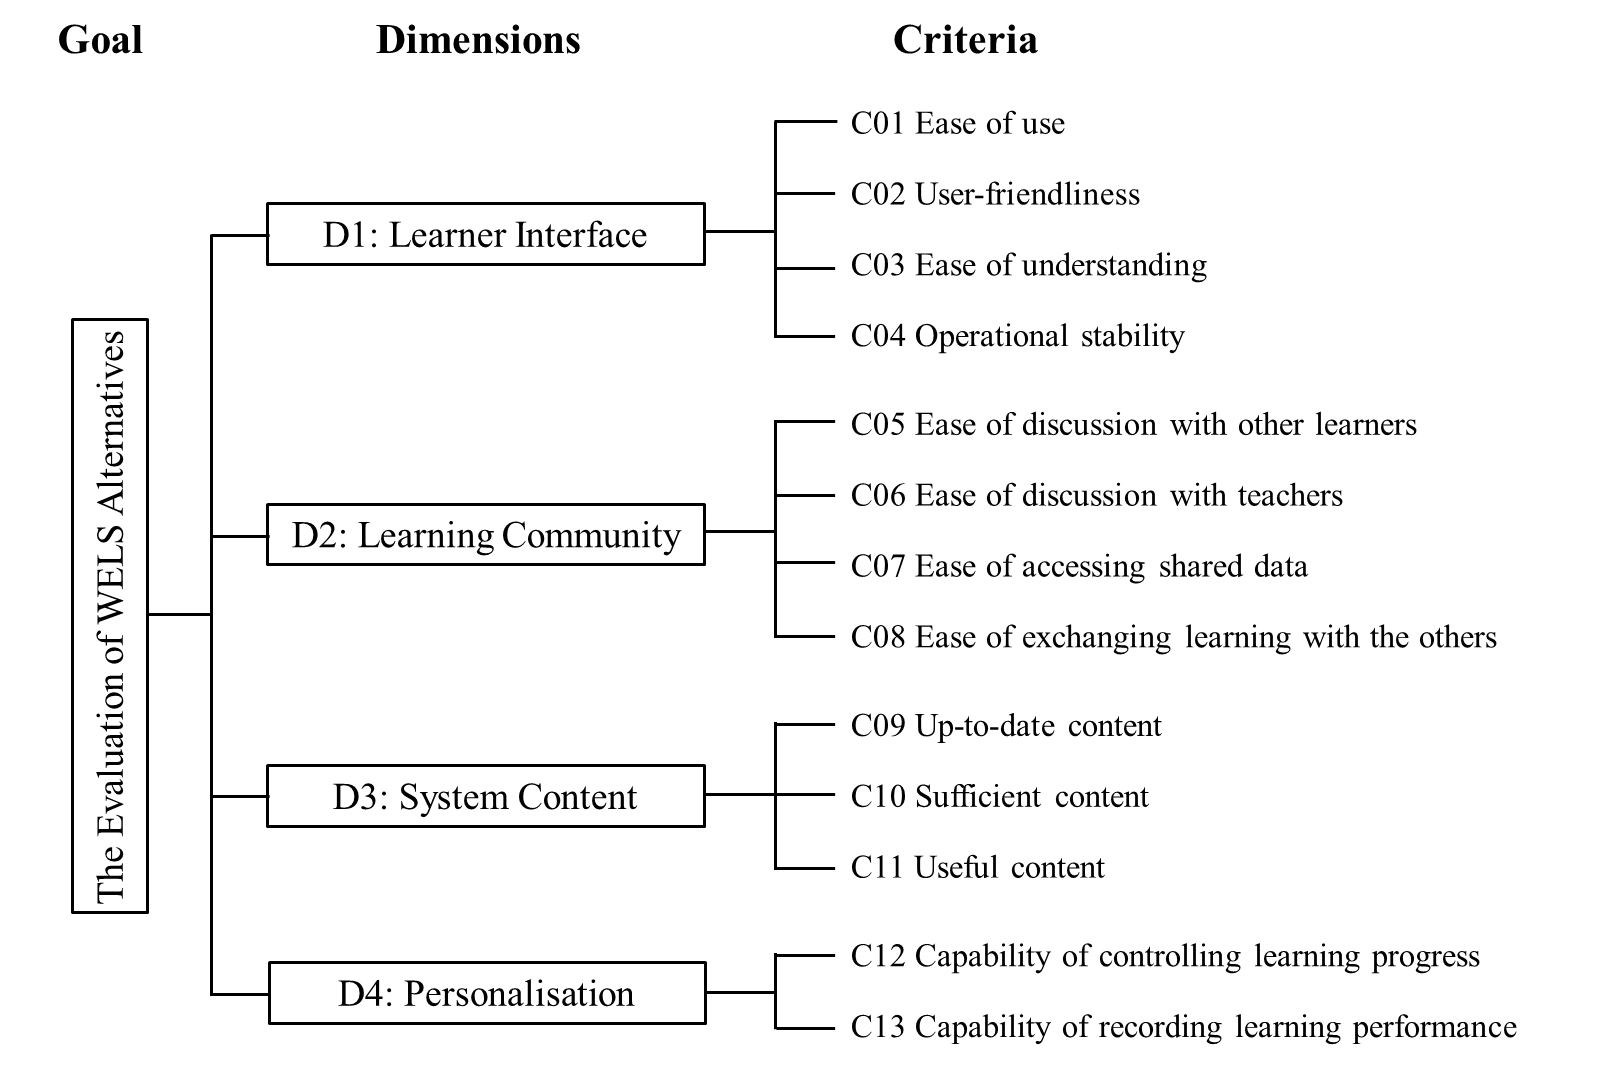 Goal
Dimensions
Criteria
The Evaluation of WELS Alternatives
D1: Learner Interface
C01 Ease of use
C02 User-friendliness
C03 Ease of understanding
C04 Operational stability
D2: Learning Community
C05 Ease of discussion with other learners
C06 Ease of discussion with teachers
C07 Ease of accessing shared data
C08 Ease of exchanging learning with the others
D3: System Content
C09 Up-to-date content
C10 Sufficient content
C11 Useful content
D4: Personalisation
C12 Capability of controlling learning progress
C13 Capability of recording learning performance